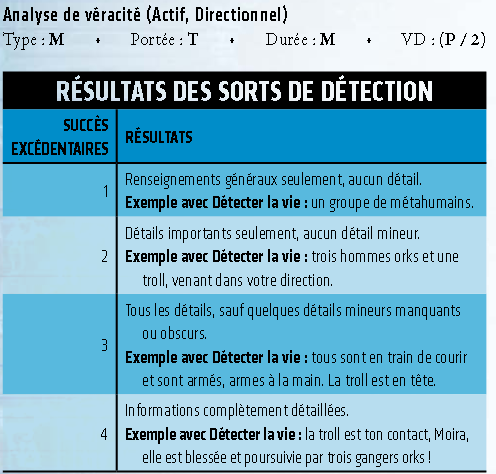 Analyse de véracité (Actif, Directionnel)
Type : M • Portée : T • Durée : M • VD : (P / 2)
RÉSULTATS DES SORTS DE DÉTECTION
SUCCÈS
EXCÉDENTAIRES
RÉSULTATS
1
Renseignements généraux seulement, aucun détail.
Exemple avec Détecter la vie : un groupe de métahumains.
2
Détails importants seulement, aucun détail mineur.
Exemple avec Détecter la vie : trois hommes orks et une
troll, venant dans votre direction.
3
Tous les détails, sauf quelques détails mineurs manquants
ou obscurs.
Exemple avec Détecter la vie : tous sont en train de courir
et sont armés, armes à la main. La troll est en tête.
4
Informations complètement détaillées.
Exemple avec Détecter la vie : la troll est ton contact, Moira,
elle est blessée et poursuivie par trois gangers orks !